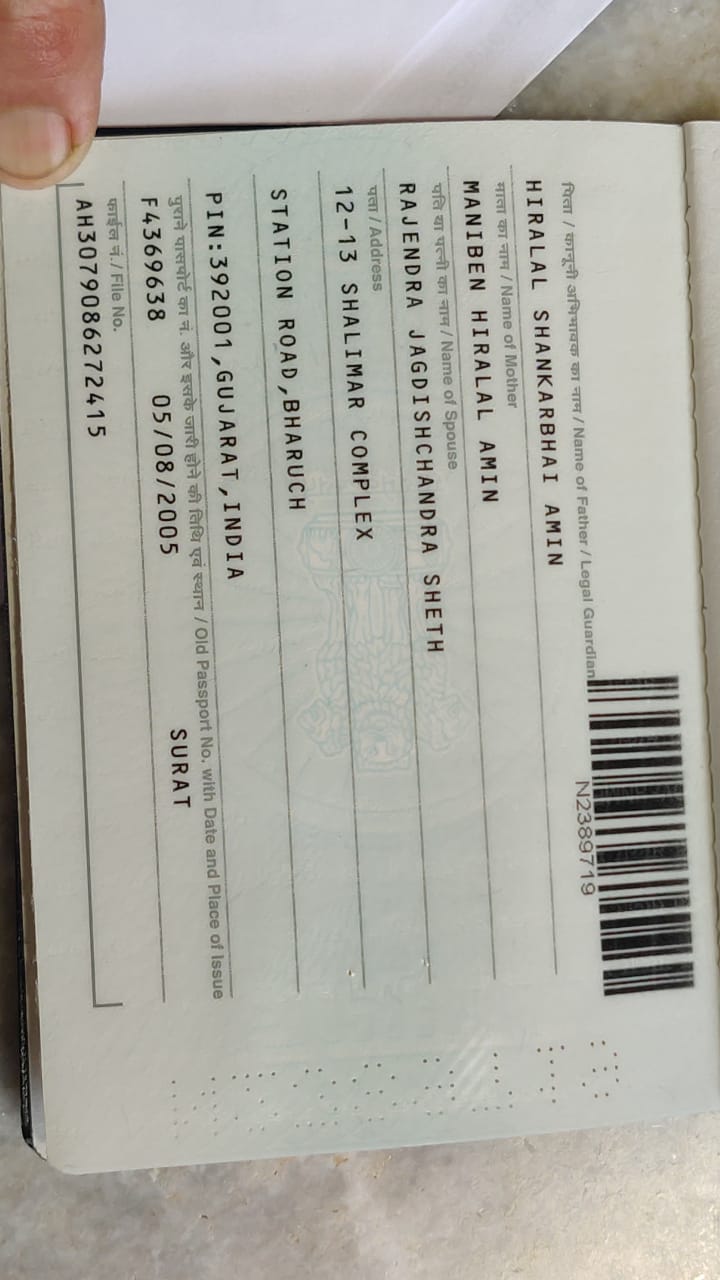 पिता / कानूनी अभिभावक का नाम / Name of Father / Legal Guardian
HIRALAL SHANKARBHAI AMIN
N2389719
माता का नाम / Name of Mother
MANIBEN HIRALAL AMIN
पति या पत्नी का नाम / Name of Spouse
RAJENDRA JAGDISHCHANDRA SHETH
पता / Address
12-13 SHALIMAR COMPLEX
STATION ROAD,BHARUCH
PIN:392001,GUJARAT,INDIA
पुराने पासपोर्ट का नं. और इसके जारी होने की तिथि एवं स्थान / Old Passport No. with Date and Place of Issue
F4369638 05/08/2005 SURAT
फाईल नं. / File No.
AH3079086272415